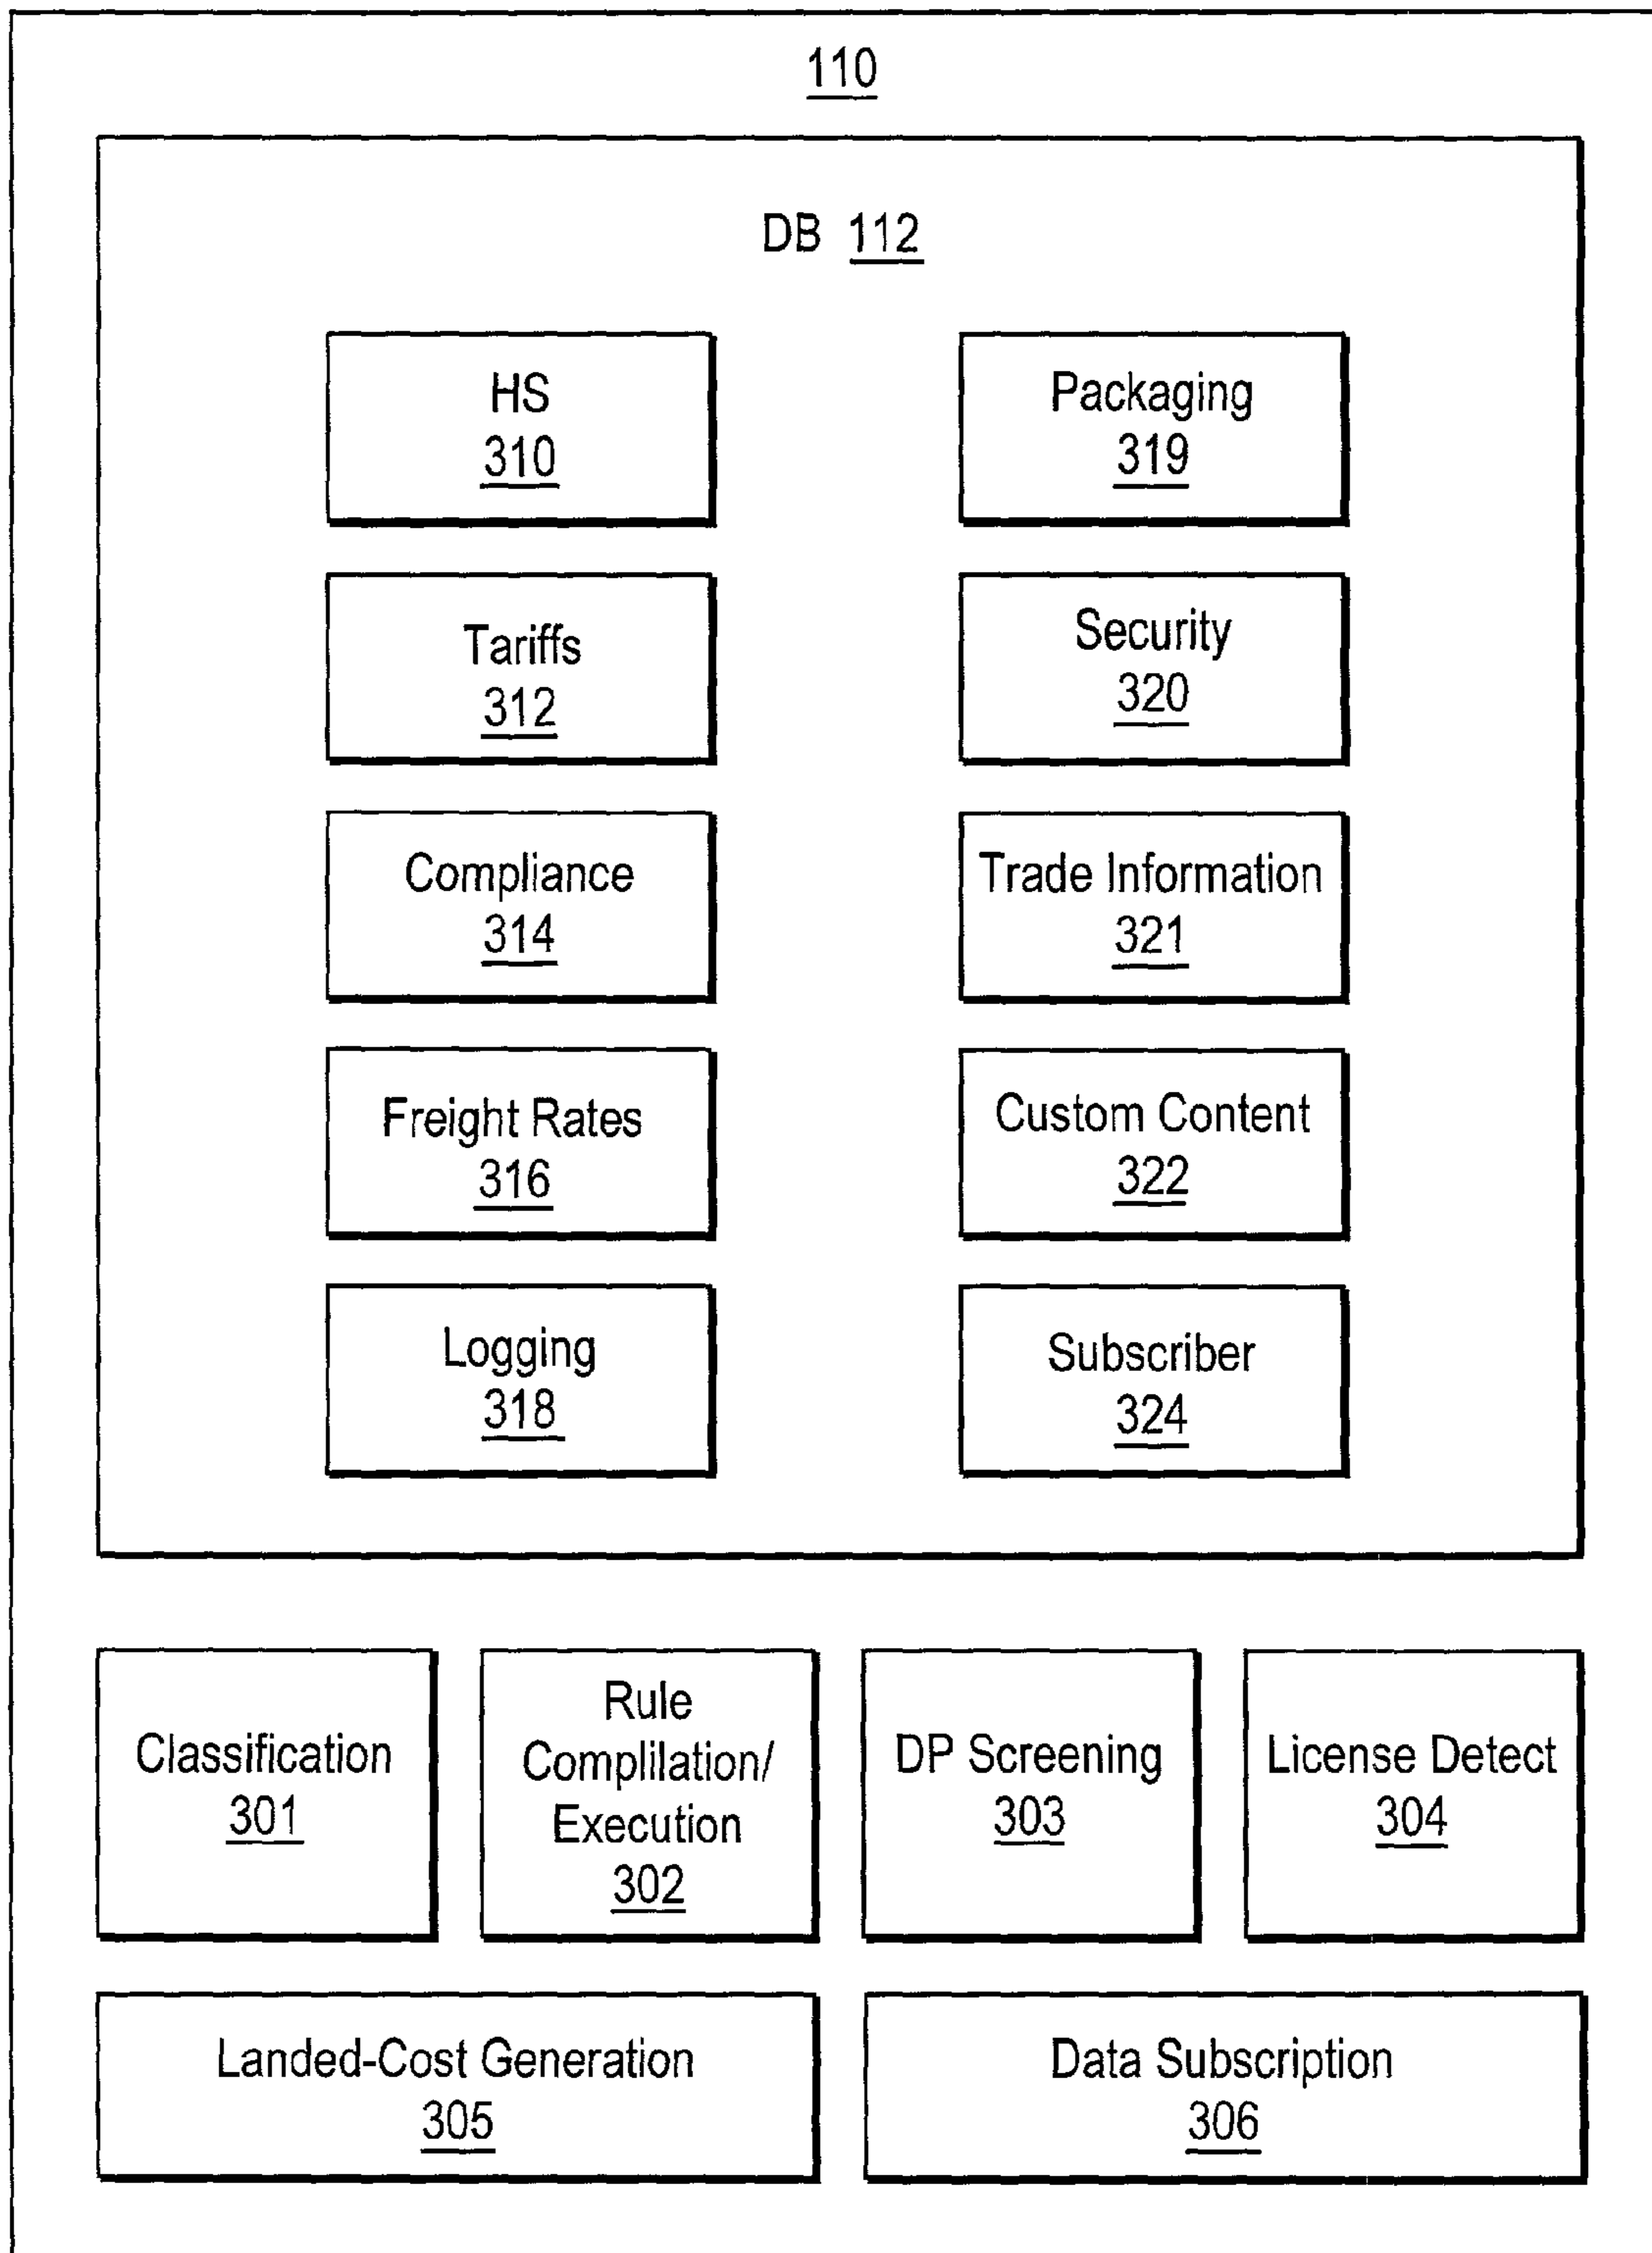 110
DB 112
HS
310
Packaging
319
Tariffs
312
Security
320
Compliance
314
Trade Information
321
Freight Rates
316
Custom Content
322
Logging
318
Subscriber
324
Classification
301
Rule
Complilation/
Execution
302
DP Screening
303
License Detect
304
Landed-Cost Generation
305
Data Subscription
306